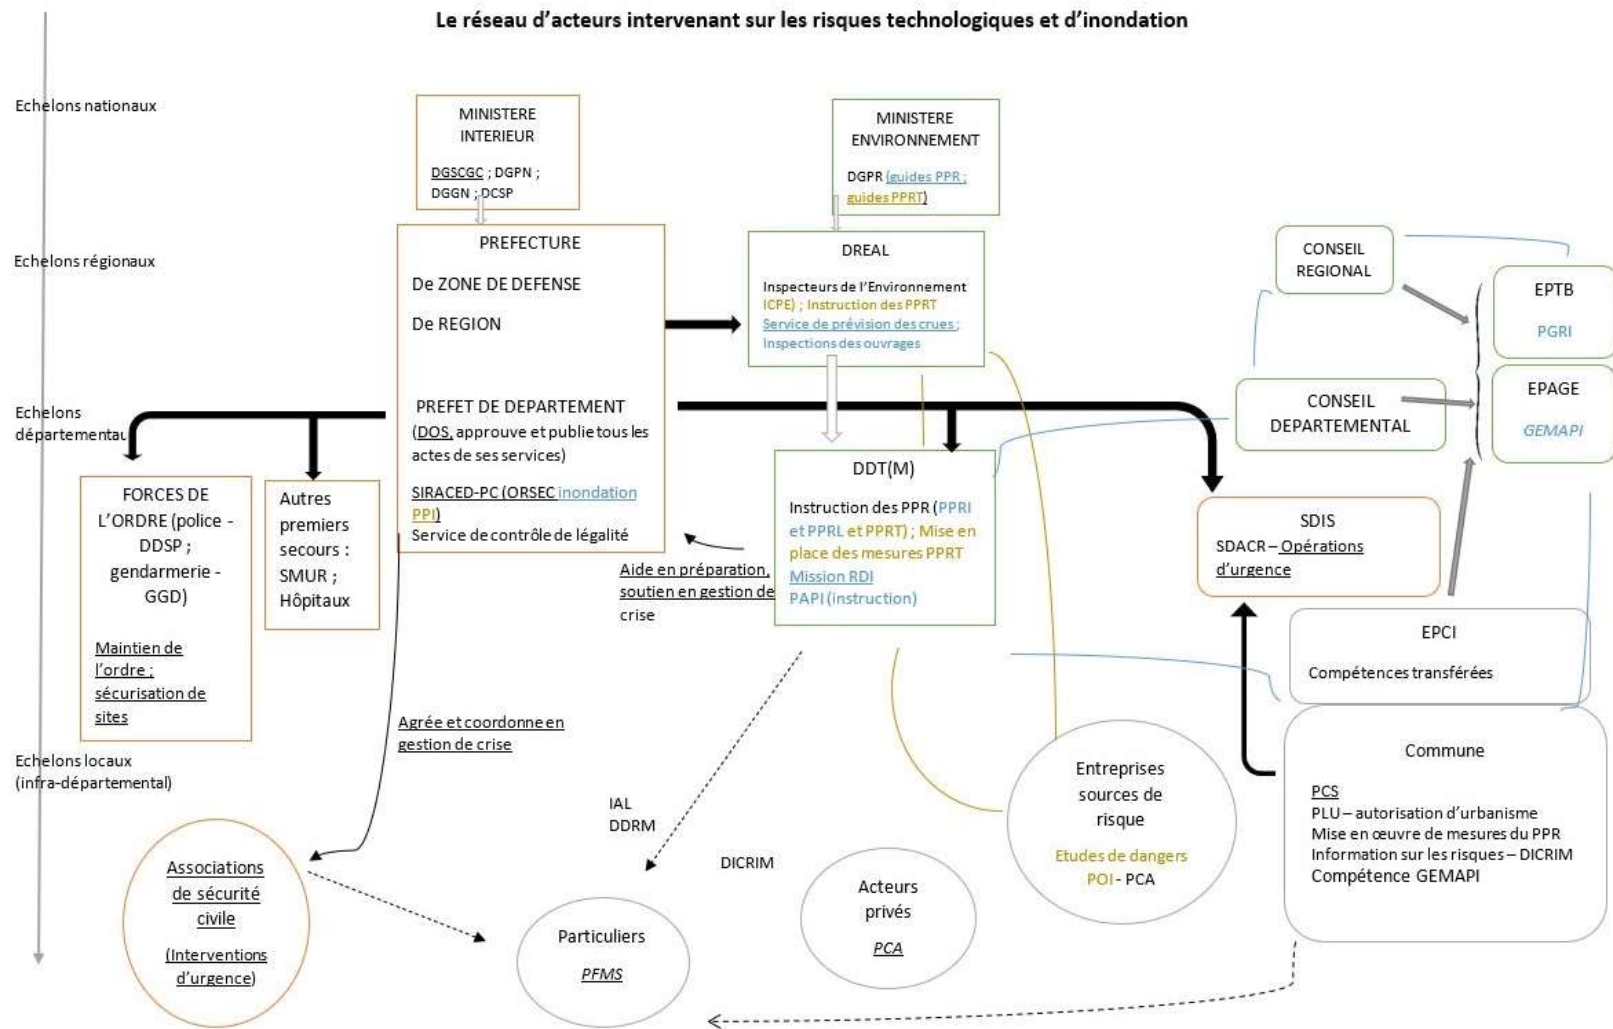 Le réseau d’acteurs intervenant sur les risques technologiques et d’inondation
Echelons nationaux
MINISTERE
INTERIEUR
DGSCGC ; DGPN ;
DGGN ; DCSP
MINISTERE
ENVIRONNEMENT
DGPR (guides PPR ;
guides PPRT)
Echelons régionaux
PREFECTURE
De ZONE DE DEFENSE
De REGION
DREAL
Inspecteurs de l’Environnement
ICPE) ; Instruction des PPRT
Service de prévision des crues ;
Inspections des ouvrages
CONSEIL
REGIONAL
EPTB
PGRI
Echelons
départementau
PREFET DE DEPARTEMENT
(DOS, approuve et publie tous les
actes de ses services)
SIRACED-PC (ORSEC inondation
PPI)
Service de contrôle de légalité
CONSEIL
DEPARTEMENTAL
EPAGE
GEMAPI
FORCES DE
L’ORDRE (police -
DDSP ;
gendarmerie -
GGD)
Maintien de
l’ordre ;
sécurisation de
sites
Autres
premiers
secours :
SMUR ;
Hôpitaux
Aide en préparation,
soutien en gestion de
crise
DDT(M)
Instruction des PPR (PPRI
et PPRL et PPRT) ; Mise en
place des mesures PPRT
Mission RDI
PAPI (instruction)
SDIS
SDACR – Opérations
d’urgence
EPCI
Compétences transférées
Agrée et coordonne en
gestion de crise
Echelons locaux
(infra-départemental)
Commune
PCS
PLU – autorisation d’urbanisme
Mise en œuvre de mesures du PPR
Information sur les risques – DICRIM
Compétence GEMAPI
Entreprises
sources de
risque
Etudes de dangers
POI - PCA
IAL
DDRM
DICRIM
Associations
de sécurité
civile
(Interventions
d’urgence)
Particuliers
PFMS
Acteurs
privés
PCA